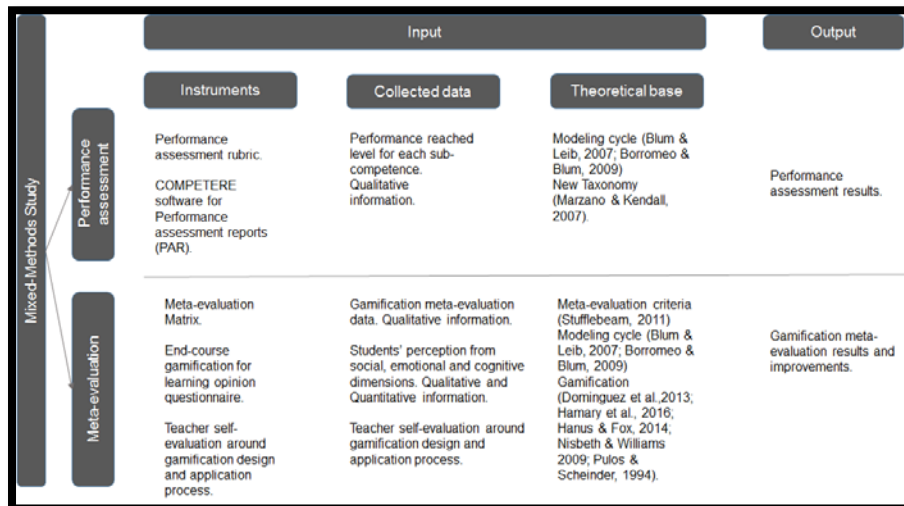 Input
Output
Instruments
Collected data
Theoretical base
Mixed-Methods Study
Performance
assessment
Performance
assessment rubric.
COMPETERE
software for
Performance
assessment reports
(PAR).
Performance reached
level for each sub-
competence.
Qualitative
information.
Modeling cycle (Blum &
Leib, 2007; Borromeo &
Blum, 2009)
New Taxonomy
(Marzano & Kendall,
2007).
Performance
assessment results.
Meta-evaluation
Meta-evaluation
Matrix.
End-course
gamification for
learning opinion
questionnaire.
Teacher self-
evaluation around
gamification design
and application
process.
Gamification meta-evaluation
data. Qualitative information.
Students' perception from
social, emotional and cognitive
dimensions. Qualitative and
Quantitative information.
Teacher self-evaluation around
gamification design and
application process.
Meta-evaluation criteria
(Stufflebeam, 2011)
Modeling cycle (Blum &
Leib, 2007; Borromeo &
Blum, 2009)
Gamification
(Dominguez et al.,2013;
Hamary et al., 2016;
Hanus & Fox, 2014;
Nisbeth & Williams
2009; Pulos &
Scheinder, 1994).
Gamification meta-
evaluation results and
improvements.